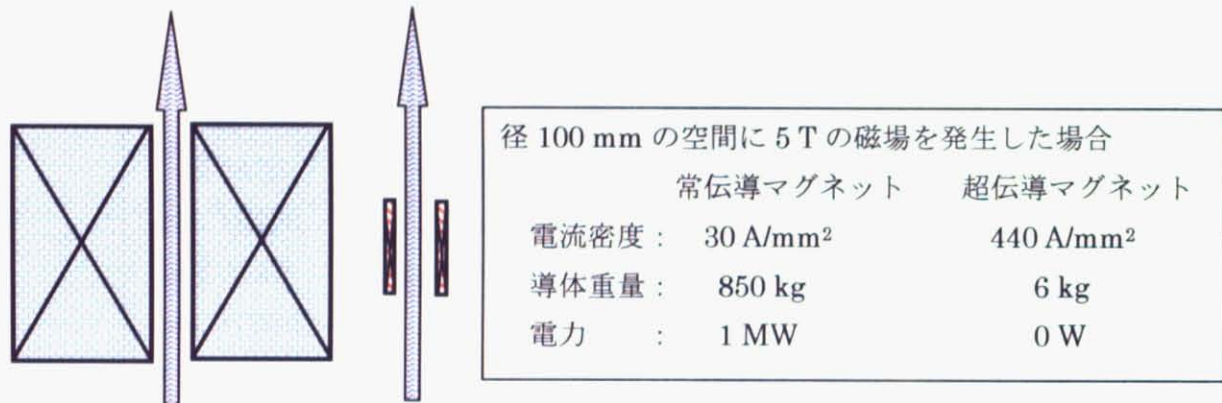 径 100 mm の空間に 5 T の磁場を発生した場合
常伝導マグネット 超伝導マグネット
電流密度 : 30 A/mm² 440 A/mm²
導体重量 : 850 kg 6 kg
電力 : 1 MW 0 W